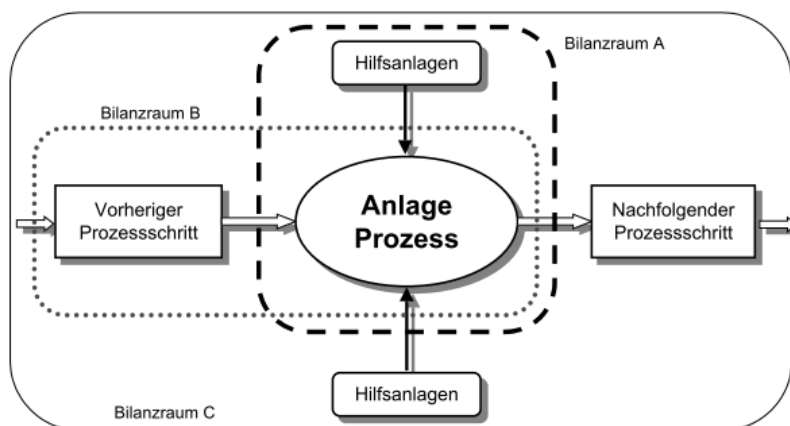 Bilanzraum A
Hilfsanlagen
Bilanzraum B
Vorheriger
Prozessschritt
Anlage
Prozess
Nachfolgender
Prozessschritt
Hilfsanlagen
Bilanzraum C